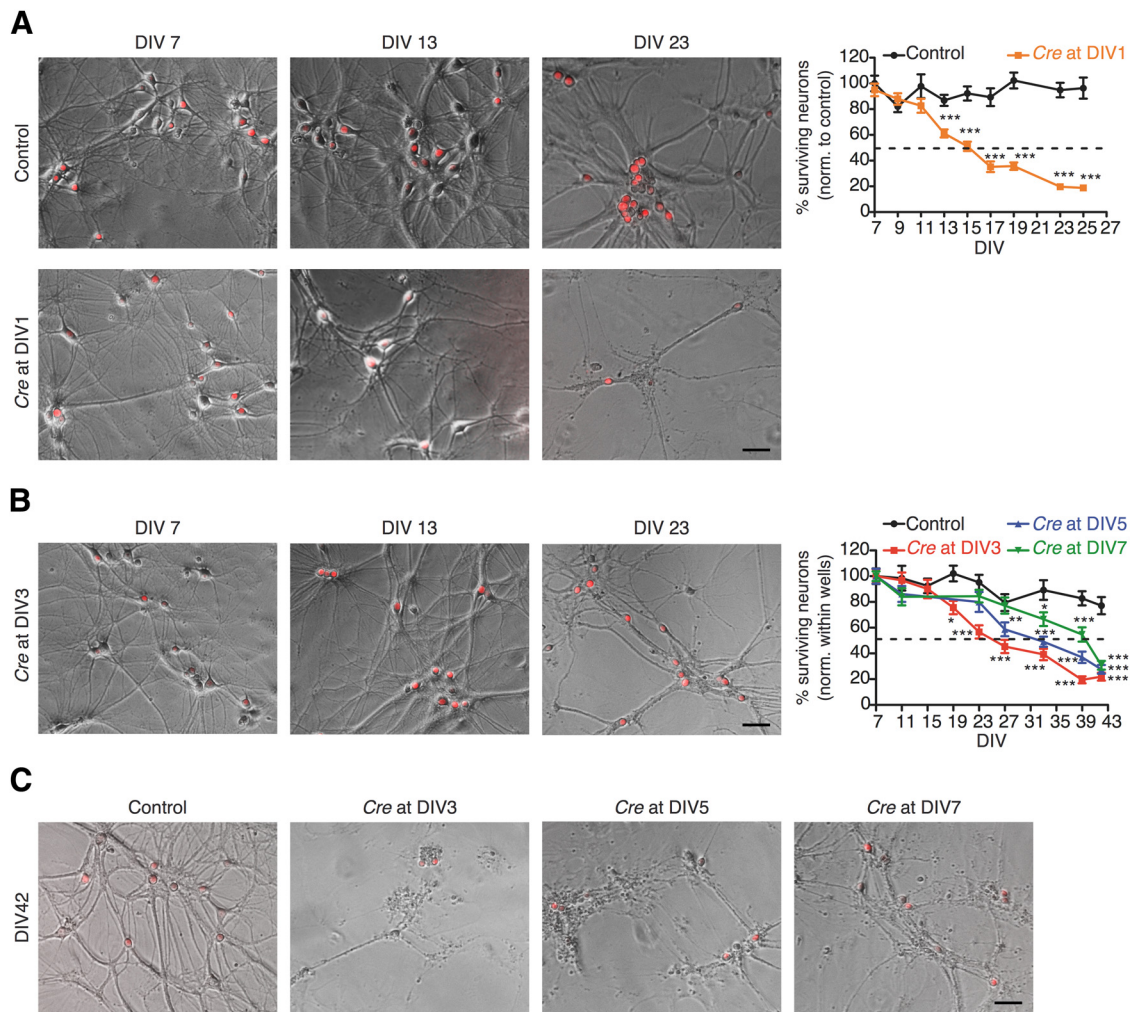 A
DIV 7
DIV 13
DIV 23
Control
Cre at DIV1
% surviving neurons
(norm. to control)
Control
Cre at DIV1
120
100
80
60
40
20
0
***
***
***
***
***
***
7 9 11 13 15 17 19 21 23 25 27
DIV
B
DIV 7
DIV 13
DIV 23
Cre at DIV3
% surviving neurons
(norm. within wells)
Control
Cre at DIV5
Cre at DIV3
Cre at DIV7
120
100
80
60
40
20
0
*
***
**
***
*
***
***
***
***
***
***
***
***
7 11 15 19 23 27 31 35 39 43
DIV
C
Control
Cre at DIV3
Cre at DIV5
Cre at DIV7
DIV42